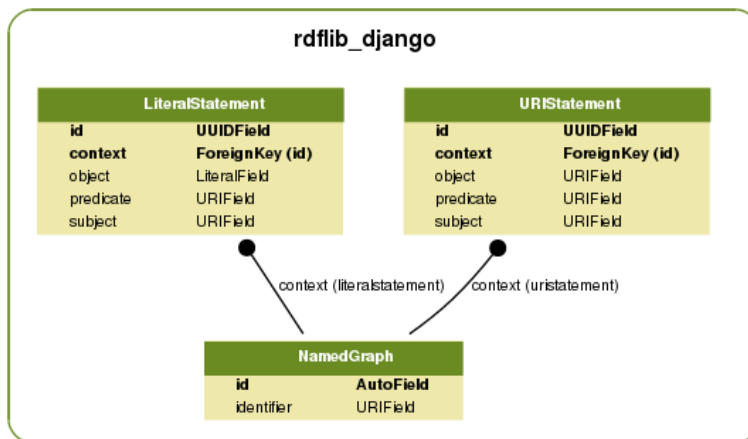 rdflib_django
LiteralStatement
id UUIDField
context ForeignKey (id)
object LiteralField
predicate URIField
subject URIField
URIStatement
id UUIDField
context ForeignKey (id)
object URIField
predicate URIField
subject URIField
context (literalstatement)
context (uristatement)
NamedGraph
id AutoField
identifier URIField